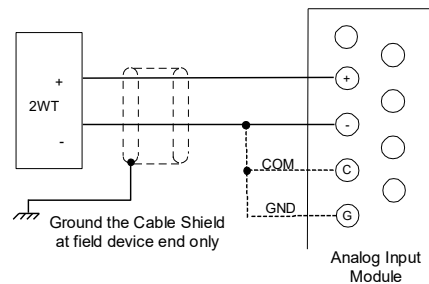 +
2WT
-
+
-
COM
C
GND
G
Ground the Cable Shield
at field device end only
Analog Input
Module